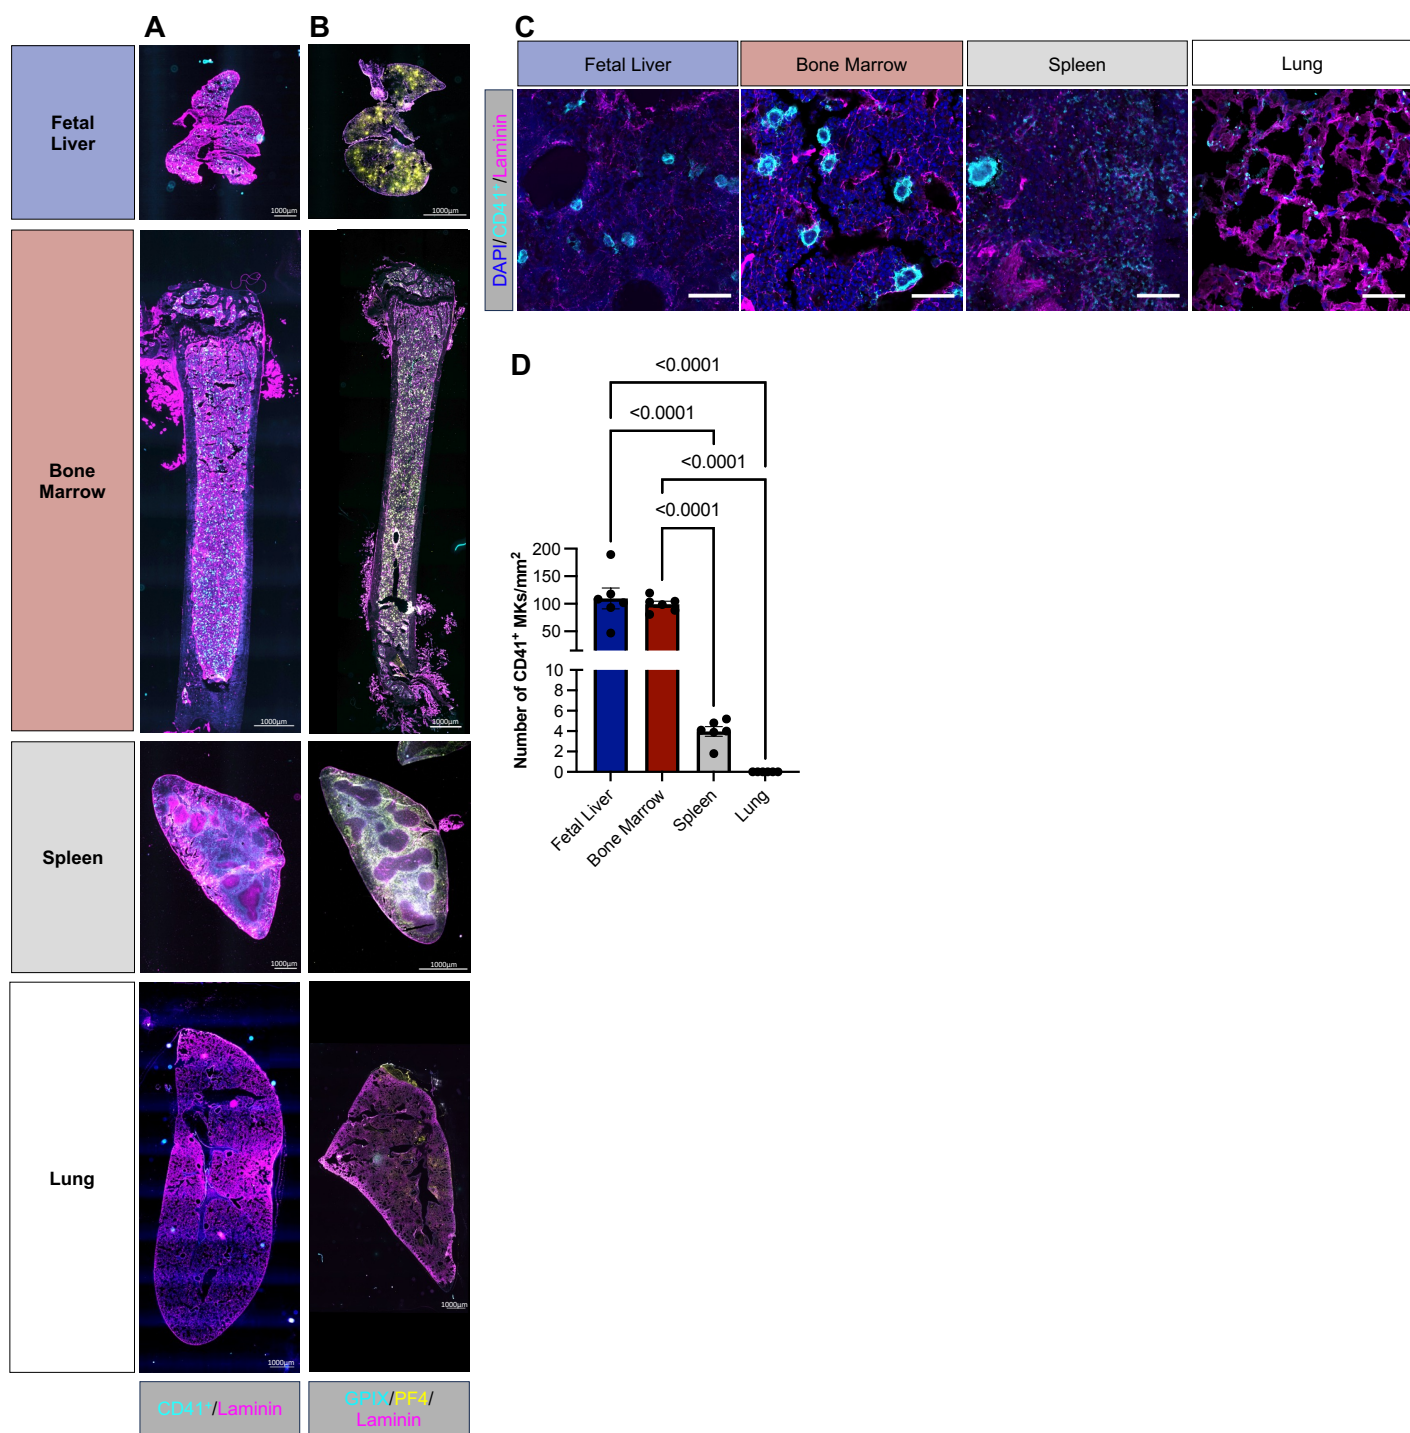 A
B
C
Fetal
Liver
1000µm
1000µm
Bone
Marrow
1000µm
1000µm
Spleen
1000µm
1000µm
Lung
1000µm
1000µm
CD41⁺/Laminin
GPIX/PF4/
Laminin
Fetal Liver
Bone Marrow
Spleen
Lung
DAPI/CD41⁺/Laminin
D
<0.0001
<0.0001
<0.0001
<0.0001
Number of CD41⁺ MKs/mm²
200
150
100
50
10
8
6
4
2
0
Fetal Liver
Bone Marrow
Spleen
Lung